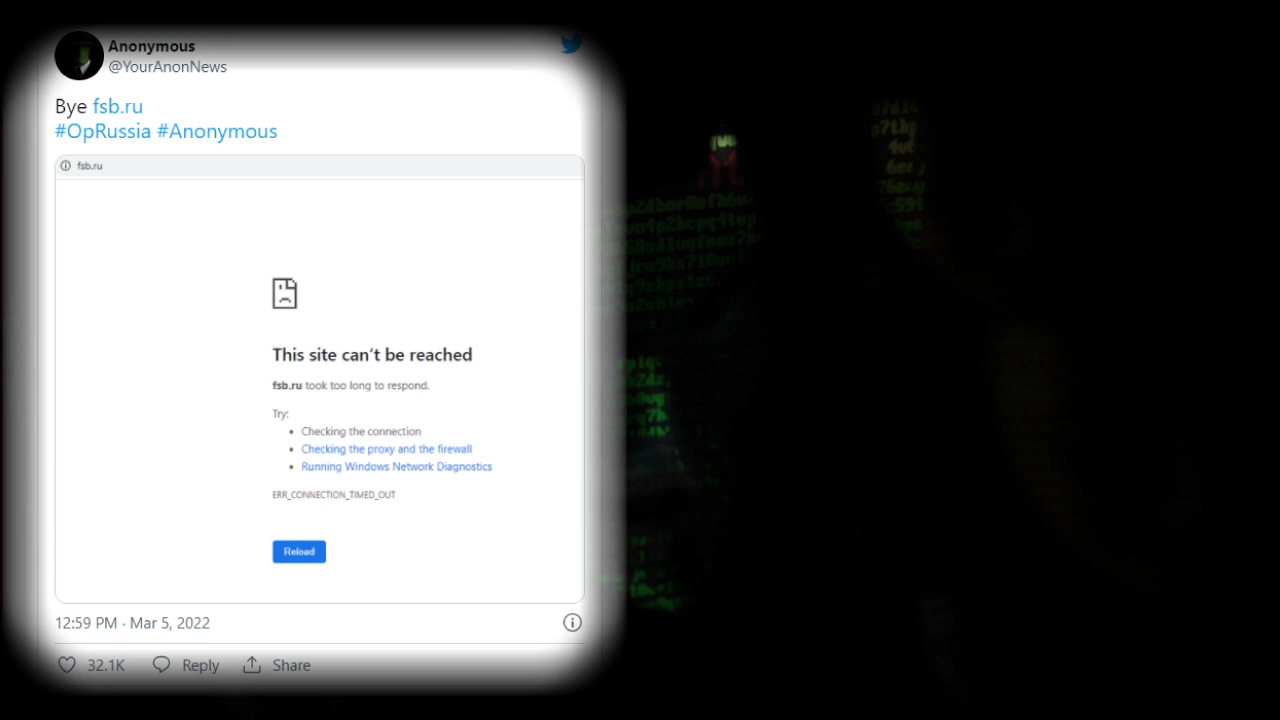 Anonymous
@YourAnonNews
Bye fsb.ru
#OpRussia #Anonymous
fsb.ru
This site can't be reached
fsb.ru took too long to respond.
Try:
• Checking the connection
• Checking the proxy and the firewall
• Running Windows Network Diagnostics
ERR_CONNECTION_TIMED_OUT
Reload
12:59 PM · Mar 5, 2022
32.1K Reply Share